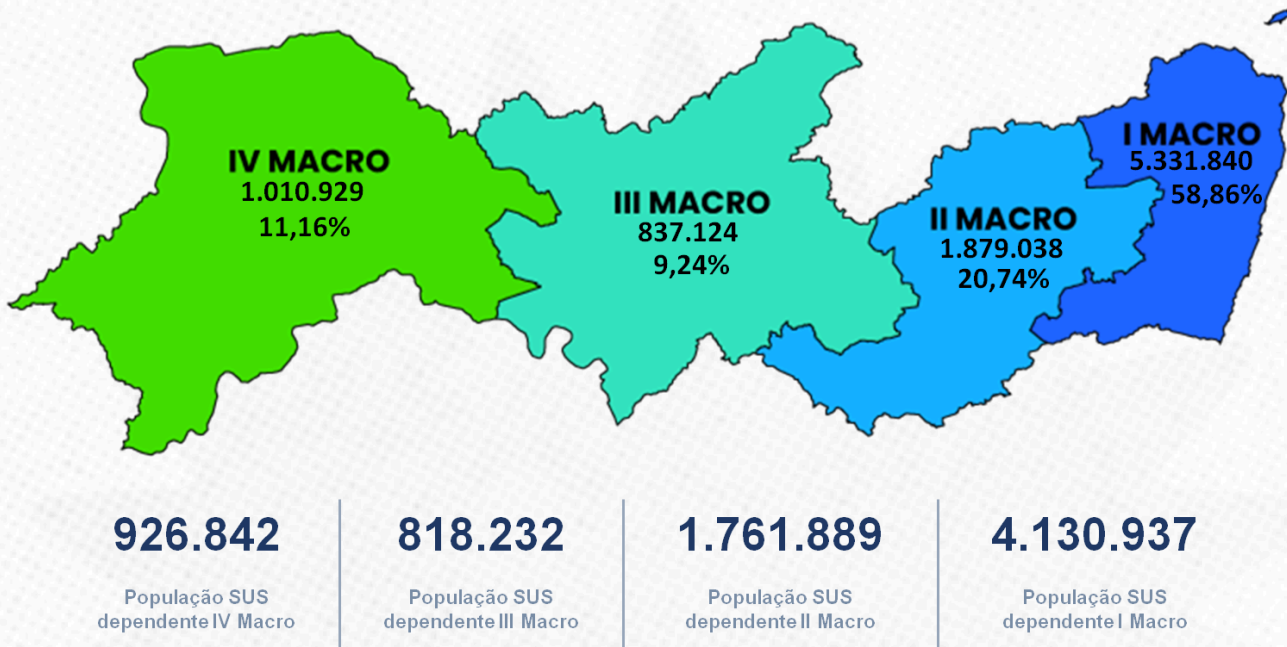 IV MACRO
1.010.929
11,16%
III MACRO
837.124
9,24%
II MACRO
1.879.038
20,74%
I MACRO
5.331.840
58,86%
926.842
População SUS
dependente IV Macro
818.232
População SUS
dependente III Macro
1.761.889
População SUS
dependente II Macro
4.130.937
População SUS
dependente I Macro